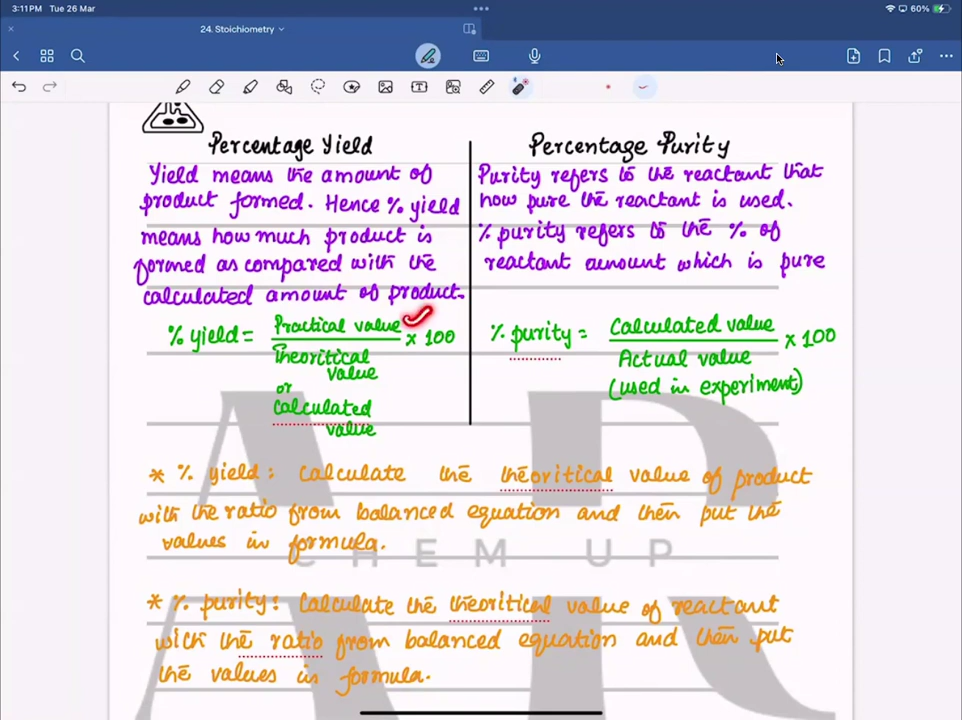 3:11PM Tue 26 Mar
60%
24. Stoichiometry
Percentage Yield
Yield means the amount of
product formed. Hence % yield
means how much product is
formed as compared with the
calculated amount of product.
% yield = Practical value x 100
Theoritical
value
or
Calculated
value
Percentage Purity
Purity refers to the reactant that
how pure the reactant is used.
% purity refers to the % of
reactant amount which is pure
% purity = Calculated value x 100
Actual value
(used in experiment)
* % yield: Calculate the theoritical value of product
with the ratio from balanced equation and then put the
values in formula.
* % purity: Calculate the theoritical value of reactant
with the ratio from balanced equation and then put
the values in formula.
AR
CHEM UP
AR